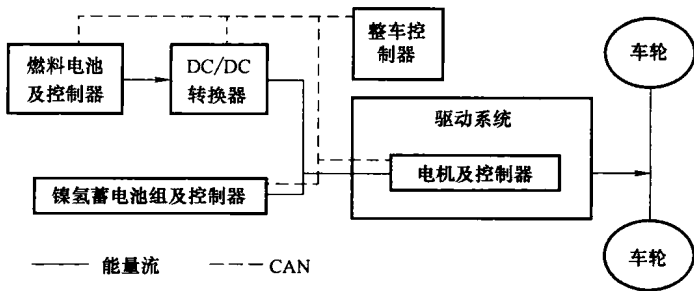 整车控
制器
燃料电池
及控制器
DC/DC
转换器
车轮
驱动系统
电机及控制器
镍氢蓄电池组及控制器
车轮
能量流
CAN